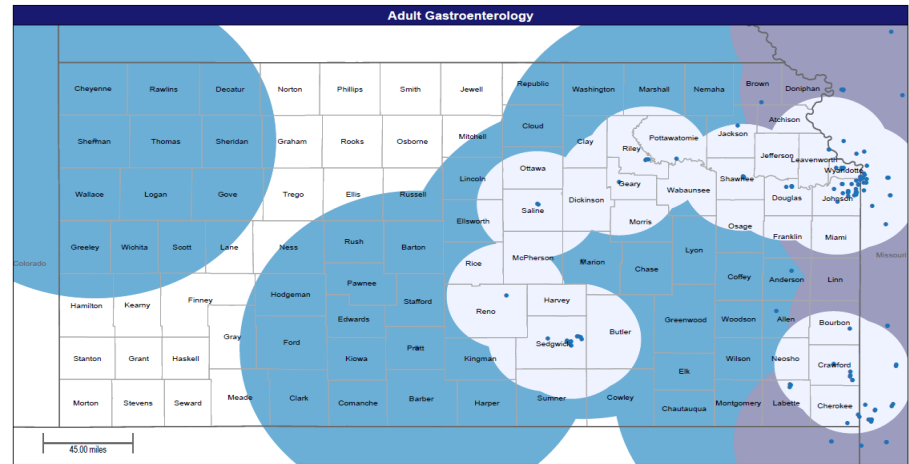 Adult Gastroenterology
Cheyenne Rawlins Decatur Norton Phillips Smith Jewell Republic Washington Marshall Nemaha Brown Doniphan
Atchison
Sherman Thomas Sheridan Graham Rooks Osborne Mitchell Cloud Clay Riley Pottawatomie Jackson
Jefferson Leavenworth
Ottawa Wyandotte
Wallace Logan Gove Trego Ellis Russell Lincoln Saline Dickinson Geary Wabaunsee Shawnee Douglas Johnson
Ellsworth Morris Osage Franklin Miami
Greeley Wichita Scott Lane Ness Rush Barton Rice McPherson Marion Chase Lyon
Colorado Missouri
Pawnee Coffey Anderson Linn
Hamilton Kearny Finney Hodgeman Stafford Reno Harvey
Gray Edwards Butler Greenwood Woodson Allen Bourbon
Ford
Stanton Grant Haskell Kiowa Pratt Kingman Sedgwick Wilson Neosho Crawford
Elk
Morton Stevens Seward Meade Clark Comanche Barber Harper Sumner Cowley Chautauqua Montgomery Labette Cherokee
45.00 miles